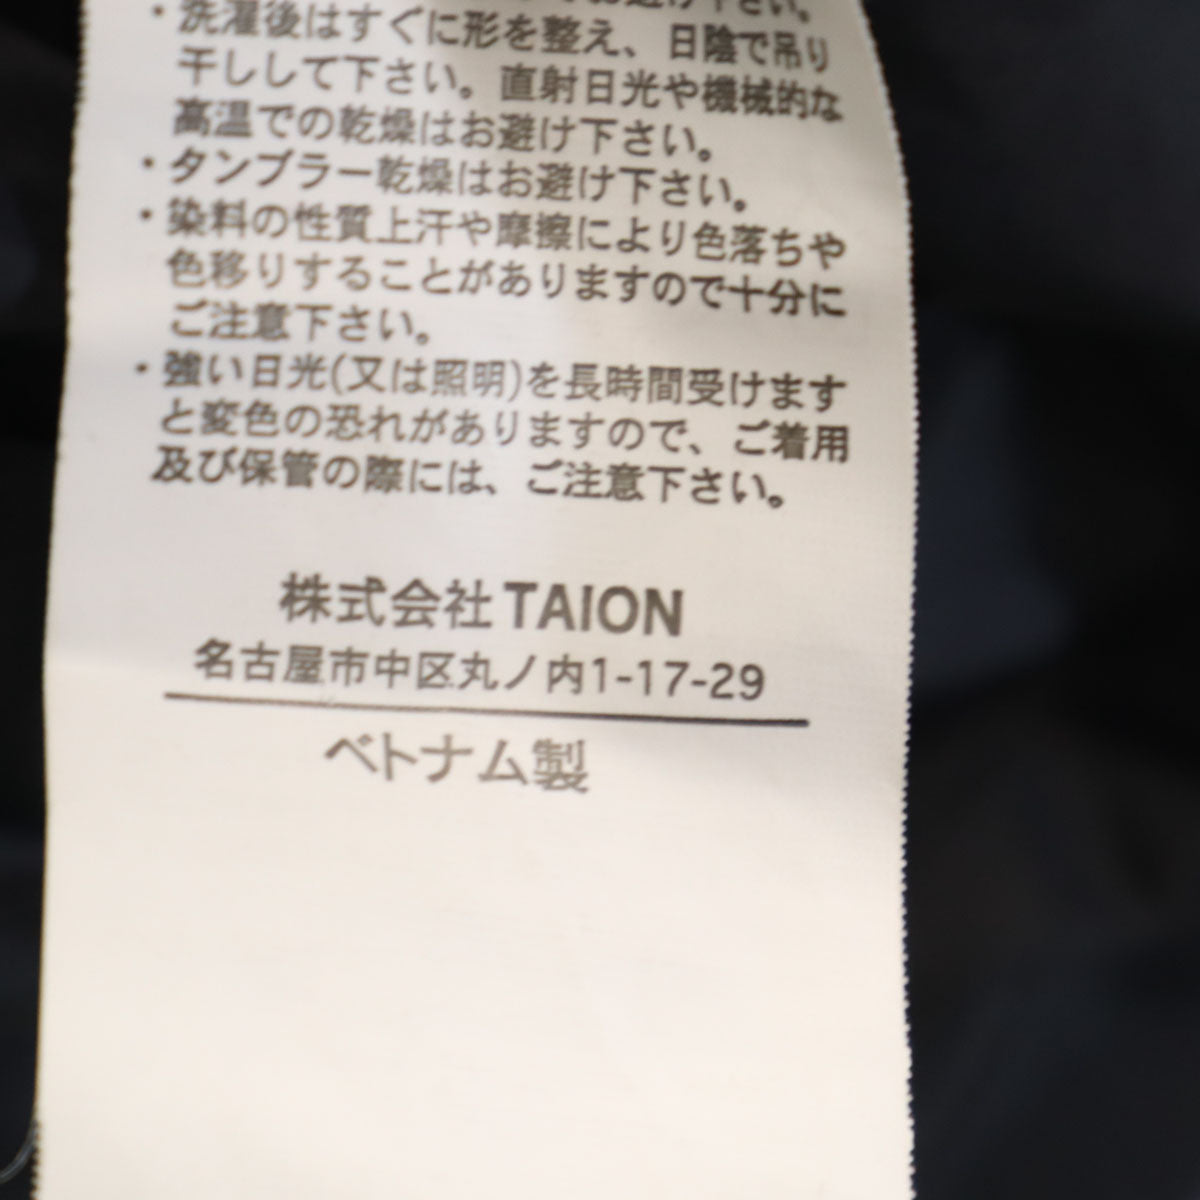 お避け下さい。
・洗濯後はすぐに形を整え、日陰で吊り
干しして下さい。直射日光や機械的な
高温での乾燥はお避け下さい。
・タンブラー乾燥はお避け下さい。
・染料の性質上汗や摩擦により色落ちや
色移りすることがありますので十分に
ご注意下さい。
・強い日光(又は照明)を長時間受けます
と変色の恐れがありますので、ご着用
及び保管の際には、ご注意下さい。
株式会社 TAION
名古屋市中区丸ノ内1-17-29
ベトナム製